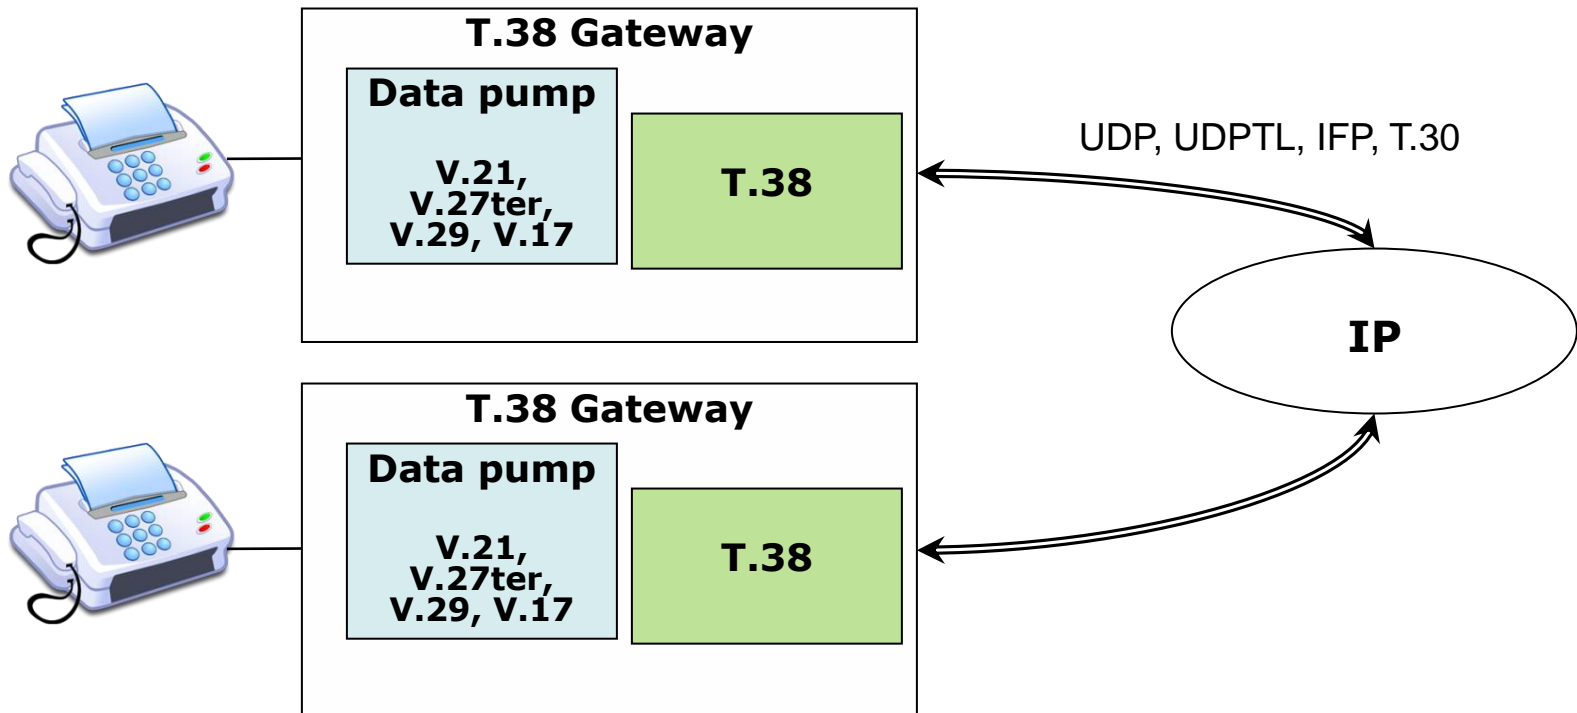 T.38 Gateway
Data pump
V.21,
V.27ter,
V.29, V.17
T.38
UDP, UDPTL, IFP, T.30
IP
T.38 Gateway
Data pump
V.21,
V.27ter,
V.29, V.17
T.38